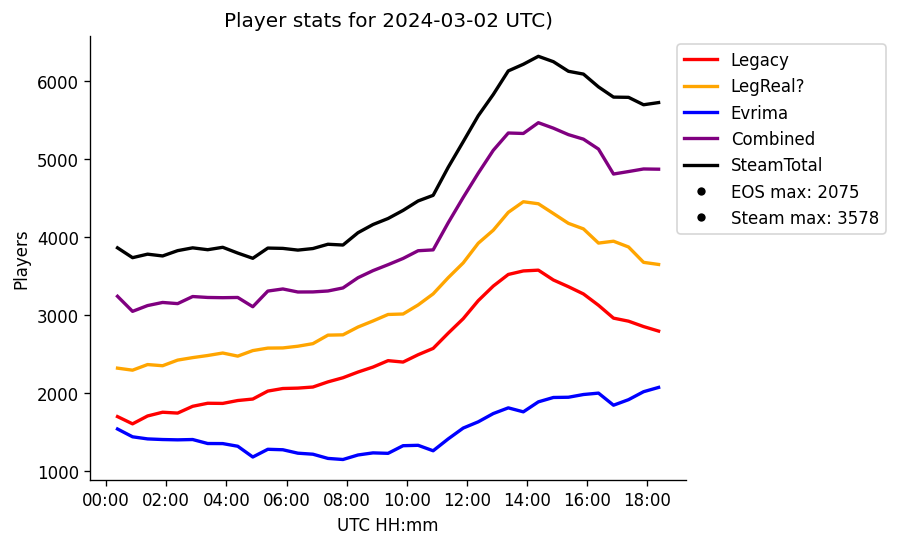 Player stats for 2024-03-02 UTC)
6000
5000
4000
3000
2000
1000
Players
00:00 02:00 04:00 06:00 08:00 10:00 12:00 14:00 16:00 18:00
UTC HH:mm
Legacy
LegReal?
Evrima
Combined
SteamTotal
EOS max: 2075
Steam max: 3578